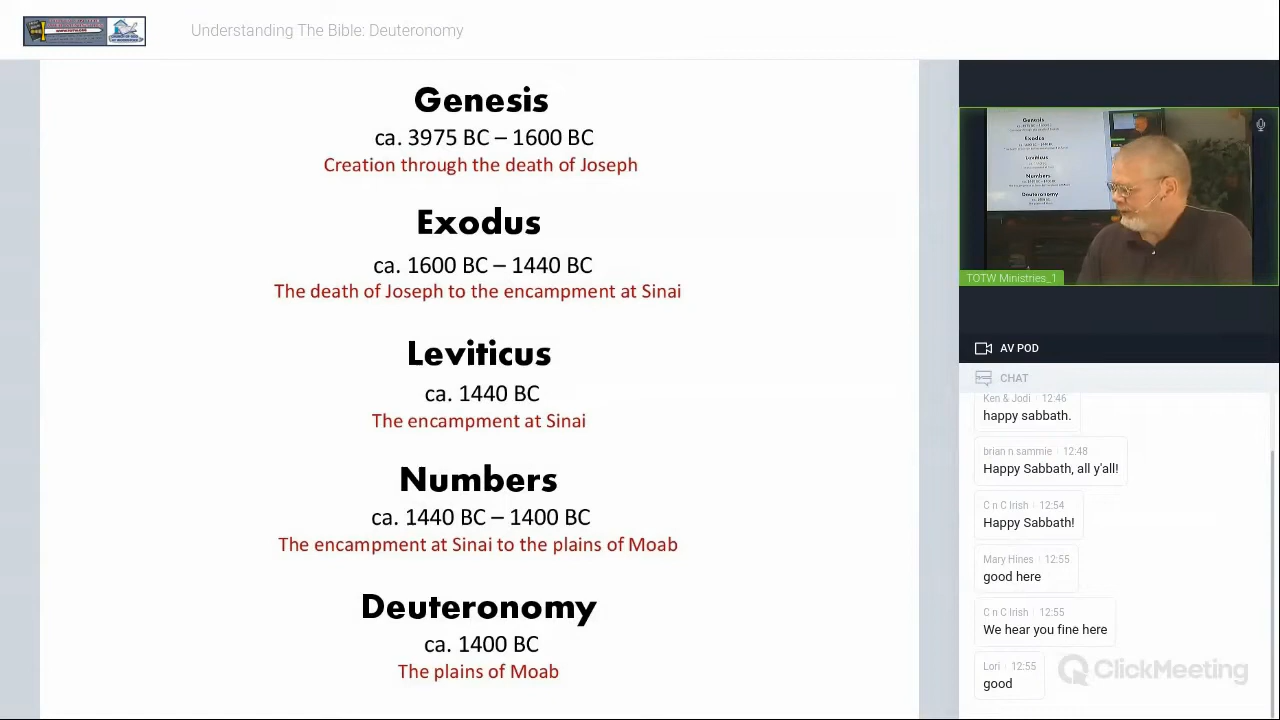 Understanding The Bible: Deuteronomy
Genesis
ca. 3975 BC – 1600 BC
Creation through the death of Joseph
Exodus
ca. 1600 BC – 1440 BC
The death of Joseph to the encampment at Sinai
Leviticus
ca. 1440 BC
The encampment at Sinai
Numbers
ca. 1440 BC – 1400 BC
The encampment at Sinai to the plains of Moab
Deuteronomy
ca. 1400 BC
The plains of Moab
Genesis
Exodus
Leviticus
Numbers
Deuteronomy
TOTW Ministries_1
AV POD
CHAT
Ken & Jodi 12:46
happy sabbath.
brian n sammie 12:48
Happy Sabbath, all y'all!
C n C Irish 12:54
Happy Sabbath!
Mary Hines 12:55
good here
C n C Irish 12:55
We hear you fine here
Lori 12:55
good
ClickMeeting